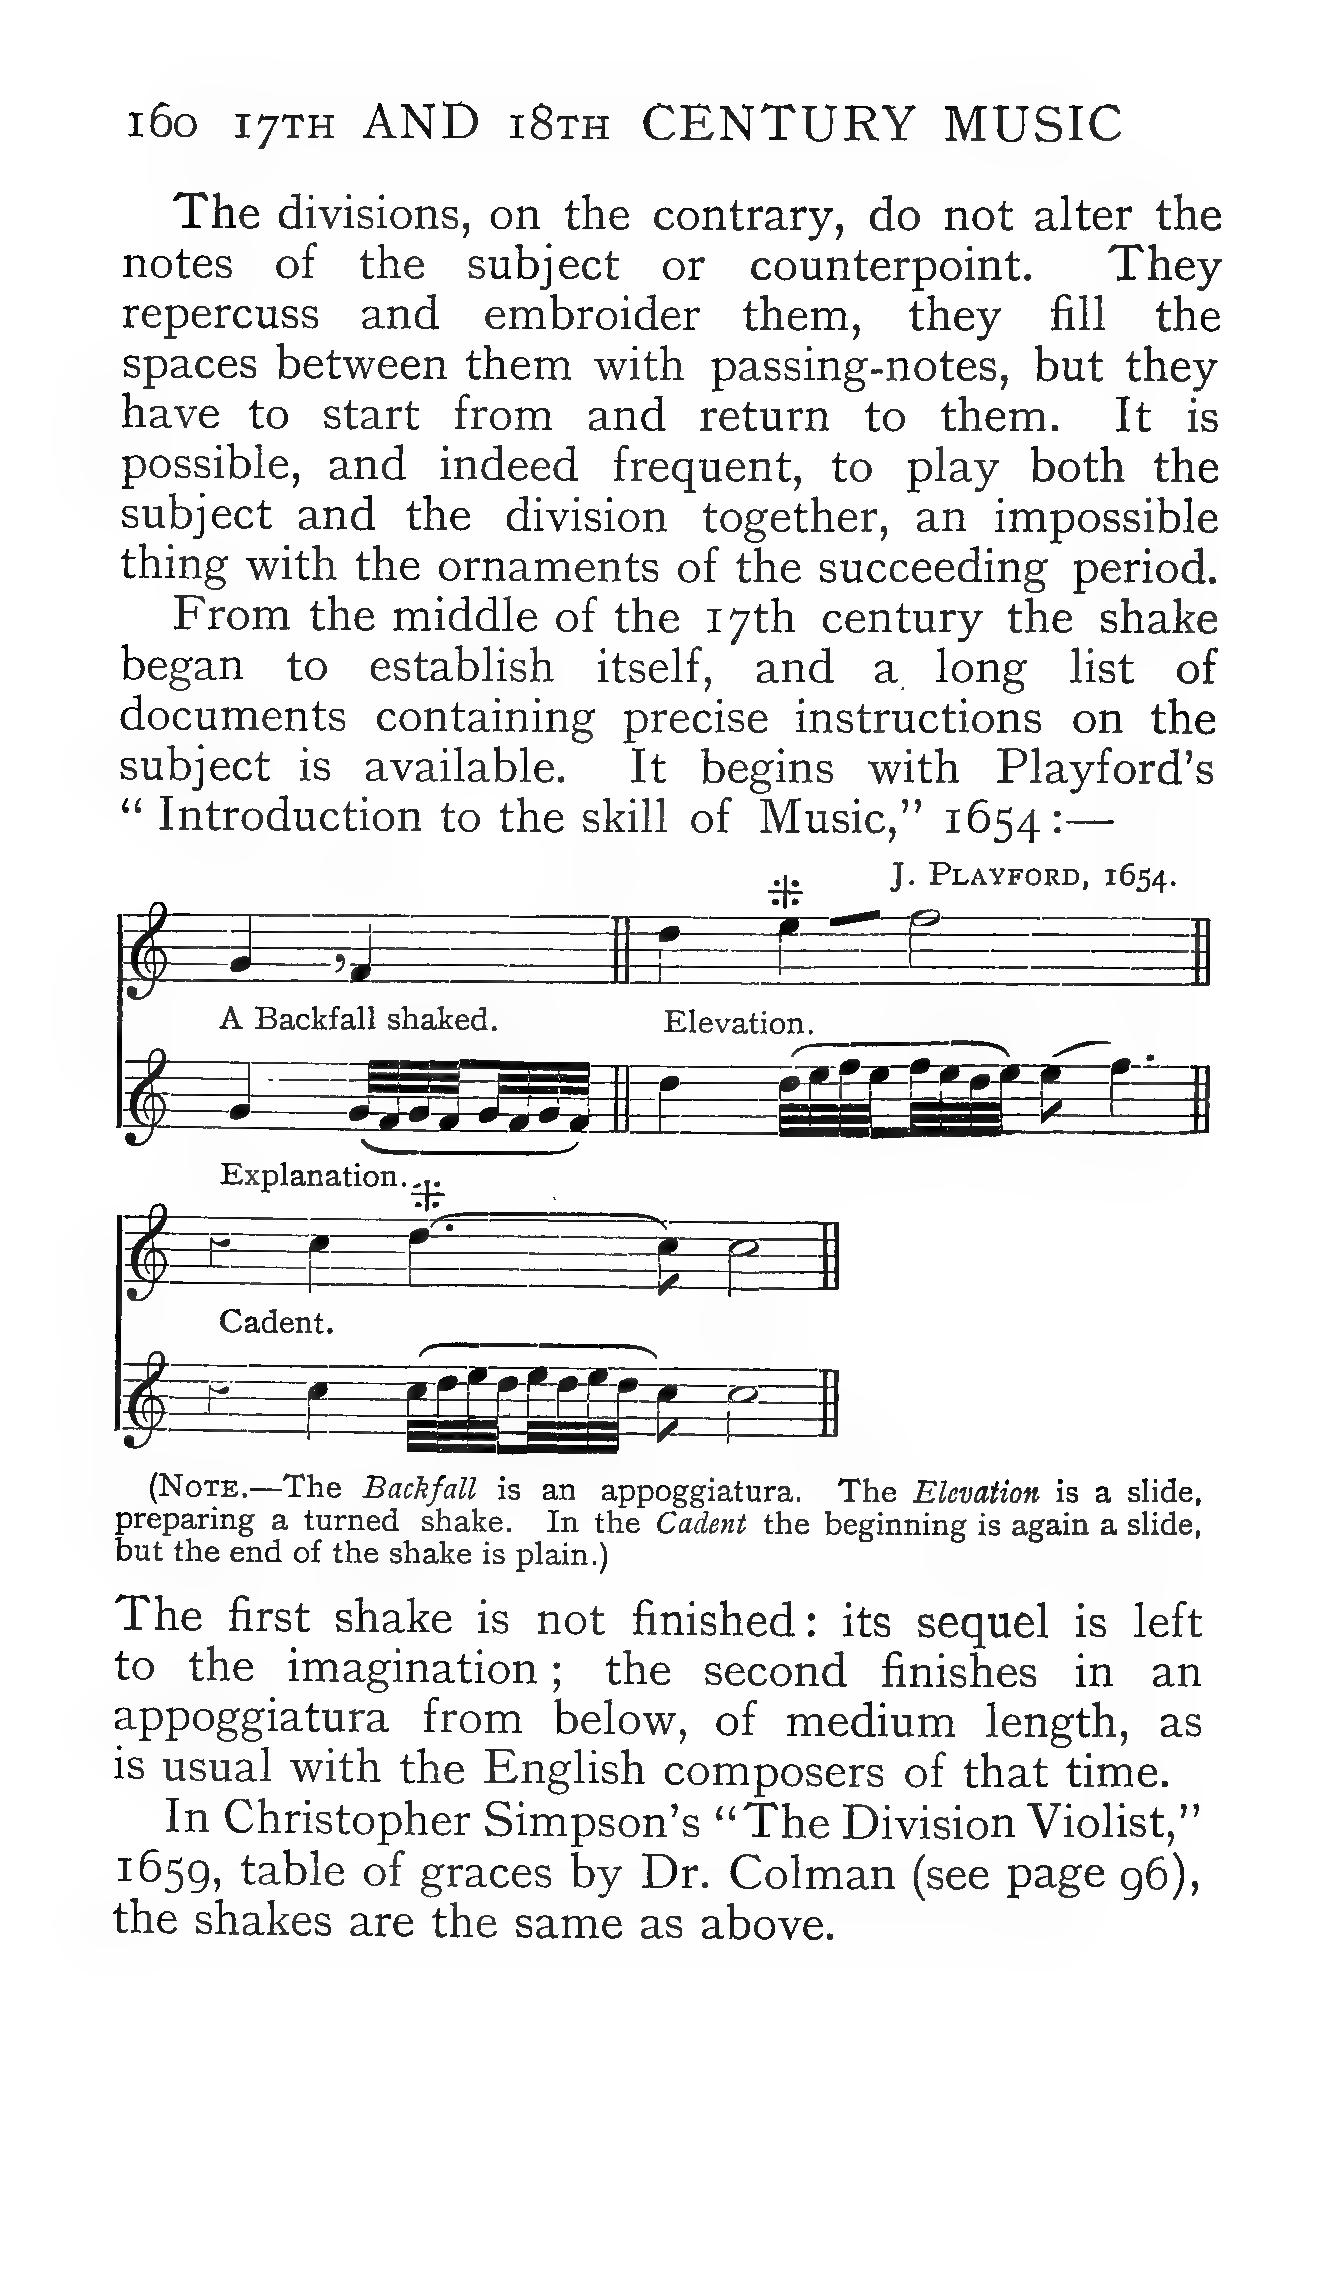 160 17TH AND 18TH CENTURY MUSIC
The divisions, on the contrary, do not alter the
notes of the subject or counterpoint. They
repercuss and embroider them, they fill the
spaces between them with passing-notes, but they
have to start from and return to them. It is
possible, and indeed frequent, to play both the
subject and the division together, an impossible
thing with the ornaments of the succeeding period.
From the middle of the 17th century the shake
began to establish itself, and a long list of
documents containing precise instructions on the
subject is available. It begins with Playford's
“ Introduction to the skill of Music,” 1654 :—
J. PLAYFORD, 1654.
A Backfall shaked. Elevation.
Explanation.
Cadent.
(NOTE.—The Backfall is an appoggiatura. The Elevation is a slide,
preparing a turned shake. In the Cadent the beginning is again a slide,
but the end of the shake is plain.)
The first shake is not finished : its sequel is left
to the imagination ; the second finishes in an
appoggiatura from below, of medium length, as
is usual with the English composers of that time.
In Christopher Simpson's “The Division Violist,”
1659, table of graces by Dr. Colman (see page 96),
the shakes are the same as above.